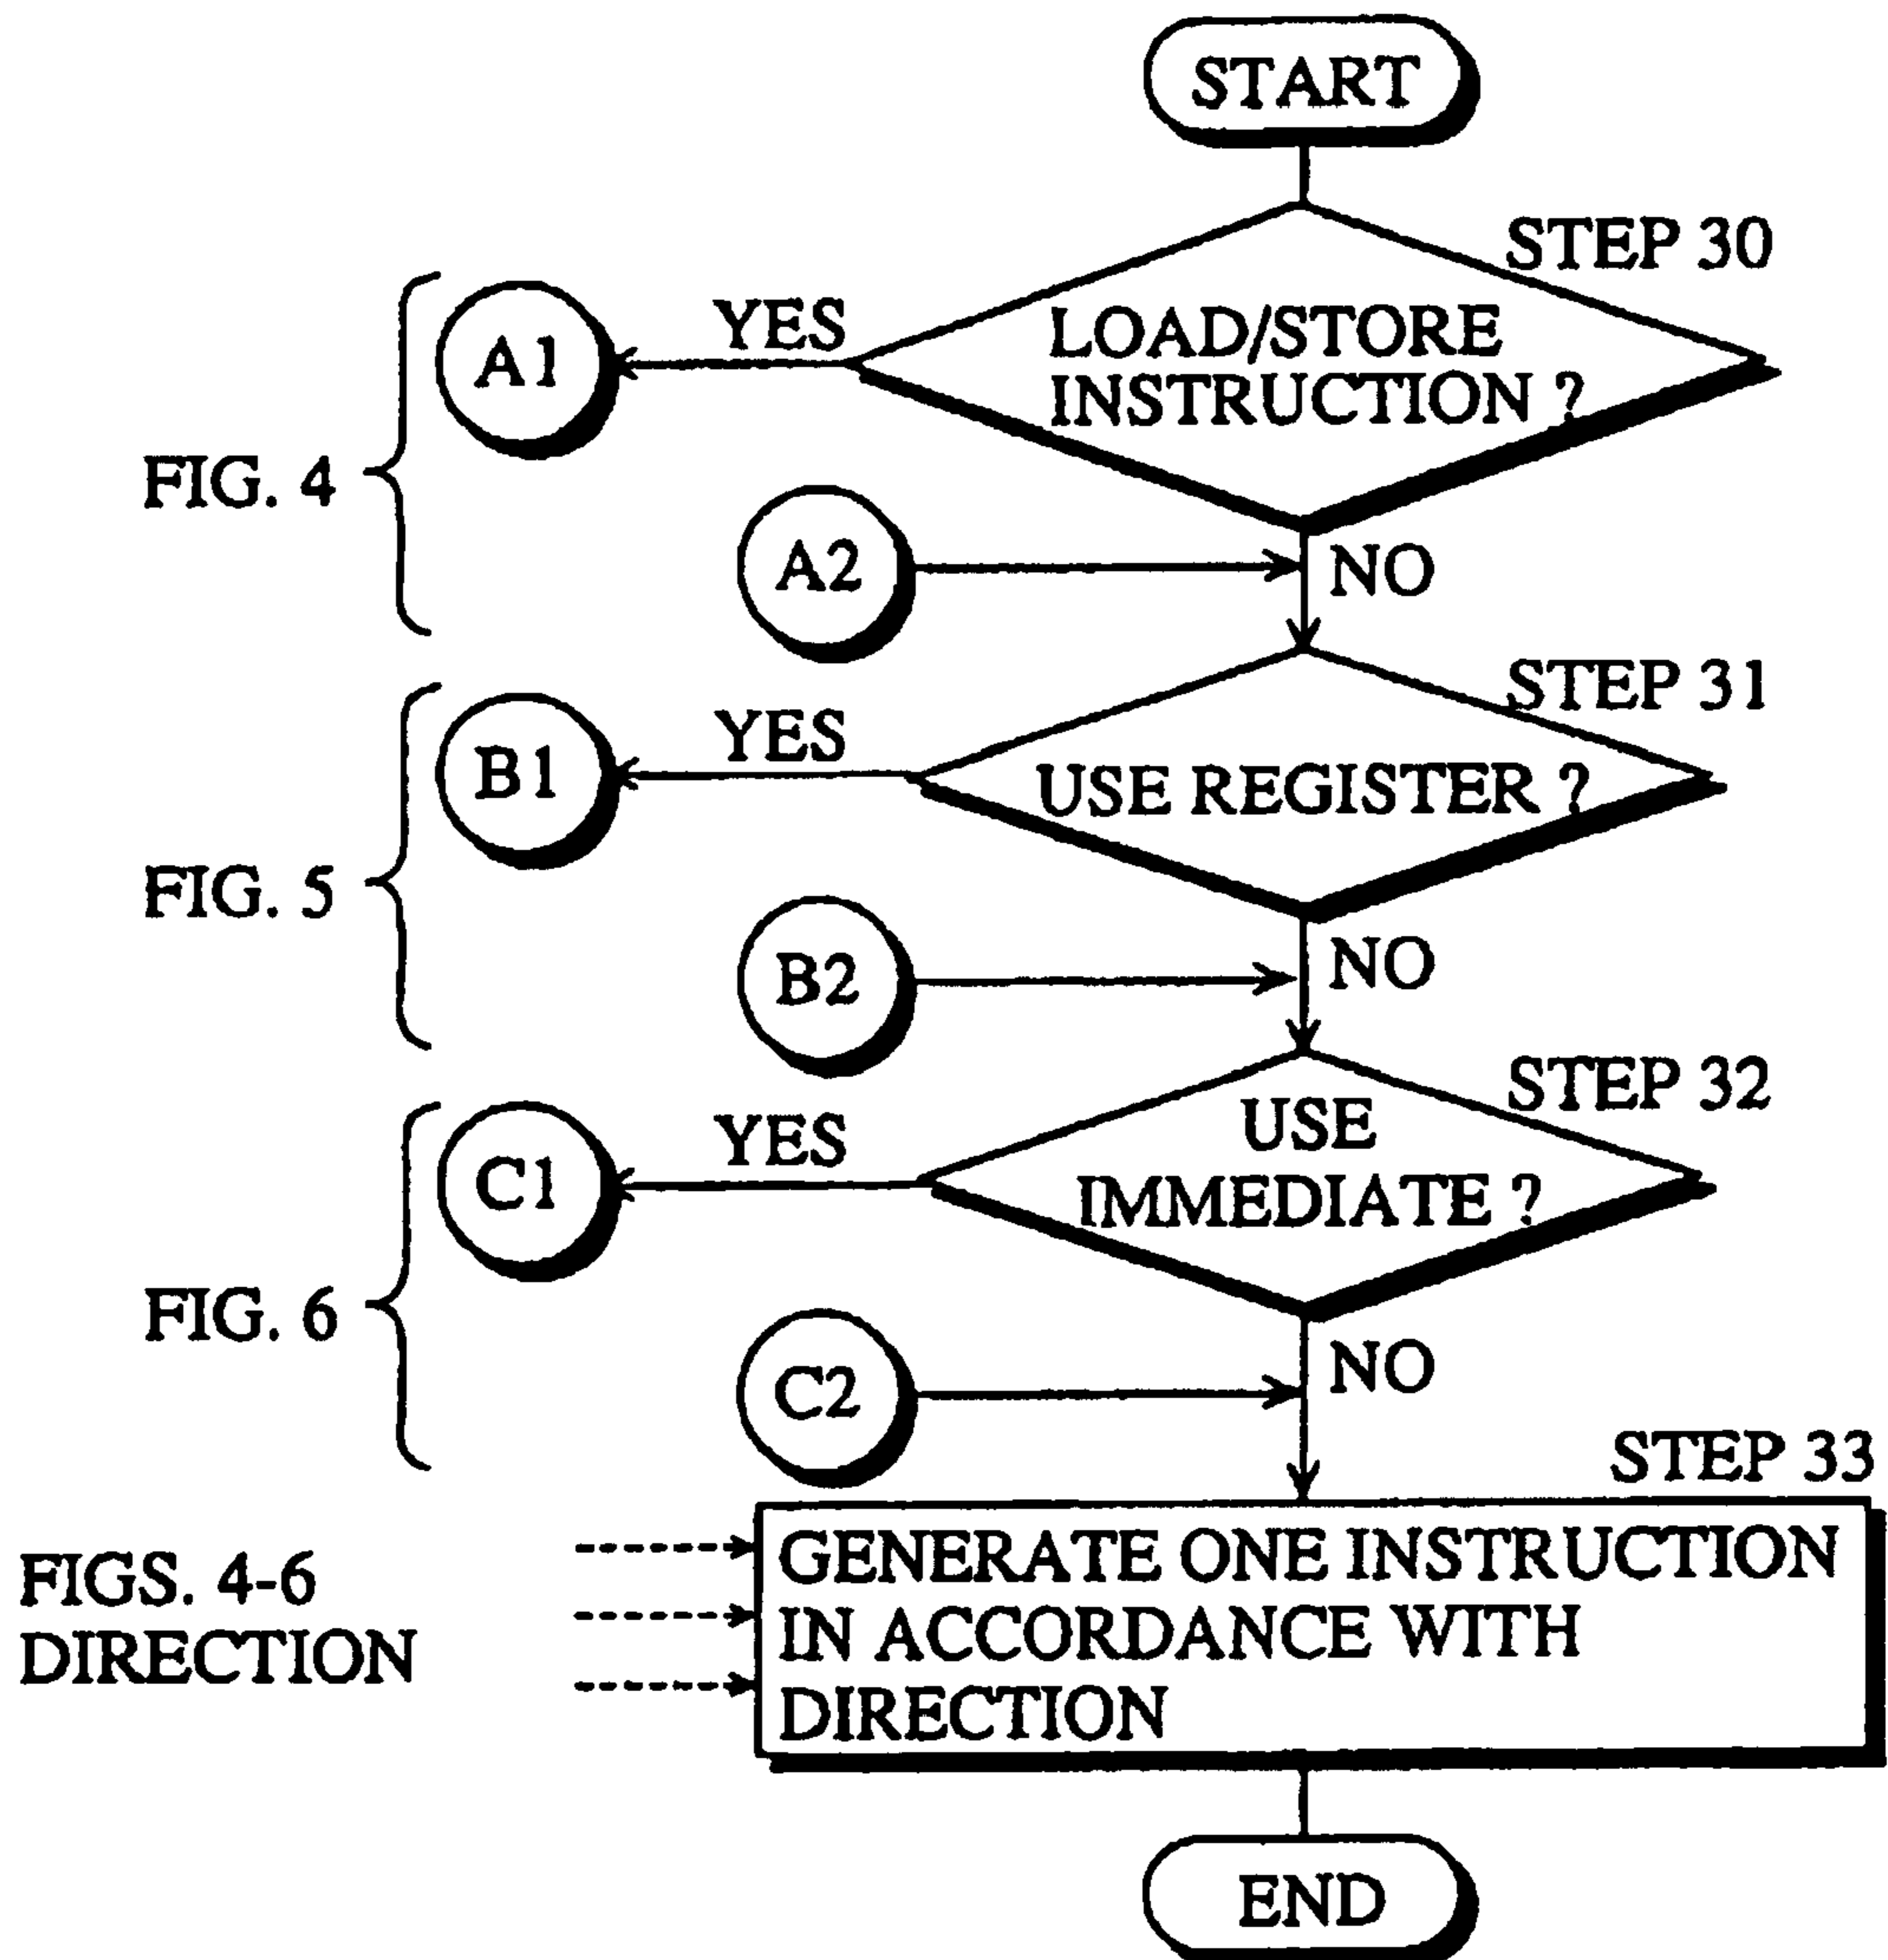 START
STEP 30
LOAD/STORE
INSTRUCTION ?
YES
A1
FIG. 4
A2
NO
STEP 31
USE REGISTER ?
YES
B1
FIG. 5
B2
NO
STEP 32
USE
IMMEDIATE ?
YES
C1
FIG. 6
C2
NO
STEP 33
FIGS. 4-6
DIRECTION
GENERATE ONE INSTRUCTION
IN ACCORDANCE WITH
DIRECTION
END